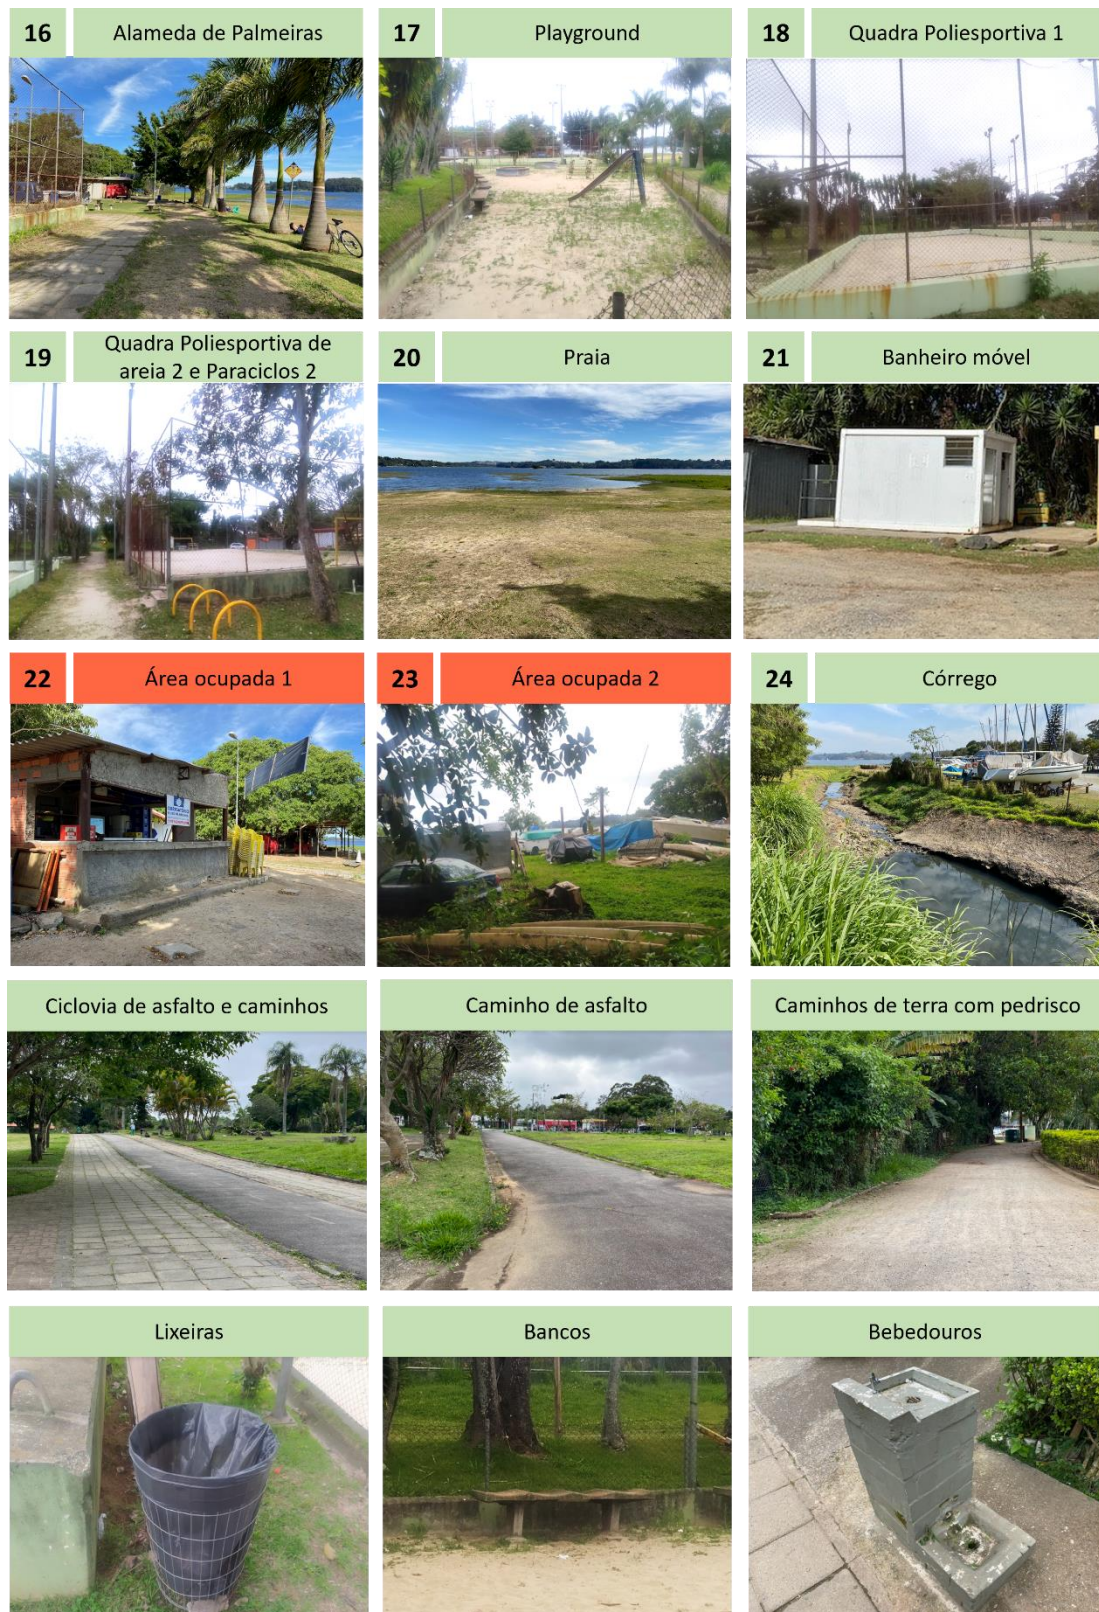 16 Alameda de Palmeiras
17 Playground
18 Quadra Poliesportiva 1
19 Quadra Poliesportiva de
areia 2 e Paraciclos 2
20 Praia
21 Banheiro móvel
22 Área ocupada 1
23 Área ocupada 2
24 Córrego
Ciclovia de asfalto e caminhos
Caminho de asfalto
Caminhos de terra com pedrisco
Lixeiras
Bancos
Bebedouros